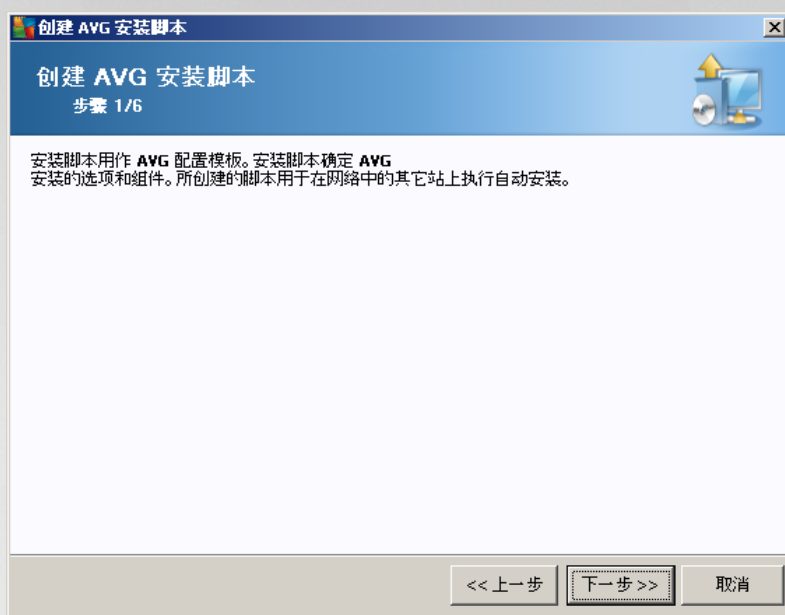 创建 AVG 安装脚本
创建 AVG 安装脚本
步骤 1/6
安装脚本用作 AVG 配置模板。安装脚本确定 AVG
安装的选项和组件。所创建的脚本用于在网络中的其它站上执行自动安装。
<< 上一步 下一步 >> 取消